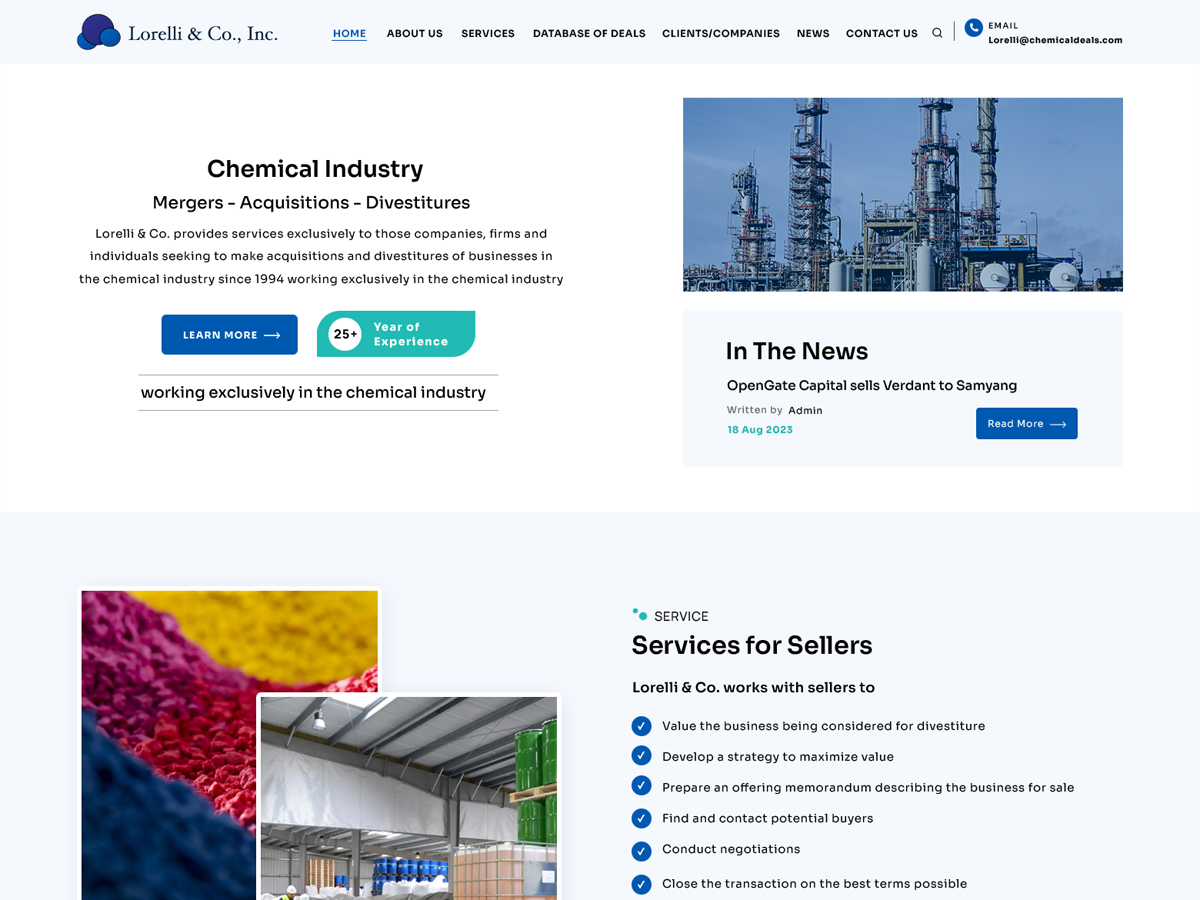 Lorelli & Co., Inc.
HOME
ABOUT US
SERVICES
DATABASE OF DEALS
CLIENTS/COMPANIES
NEWS
CONTACT US
EMAIL
Lorelli@chemicaldeals.com
Chemical Industry
Mergers - Acquisitions - Divestitures
Lorelli & Co. provides services exclusively to those companies, firms and
individuals seeking to make acquisitions and divestitures of businesses in
the chemical industry since 1994 working exclusively in the chemical industry
LEARN MORE
25+
Year of
Experience
working exclusively in the chemical industry
In The News
OpenGate Capital sells Verdant to Samyang
Written by Admin
18 Aug 2023
Read More
SERVICE
Services for Sellers
Lorelli & Co. works with sellers to
Value the business being considered for divestiture
Develop a strategy to maximize value
Prepare an offering memorandum describing the business for sale
Find and contact potential buyers
Conduct negotiations
Close the transaction on the best terms possible